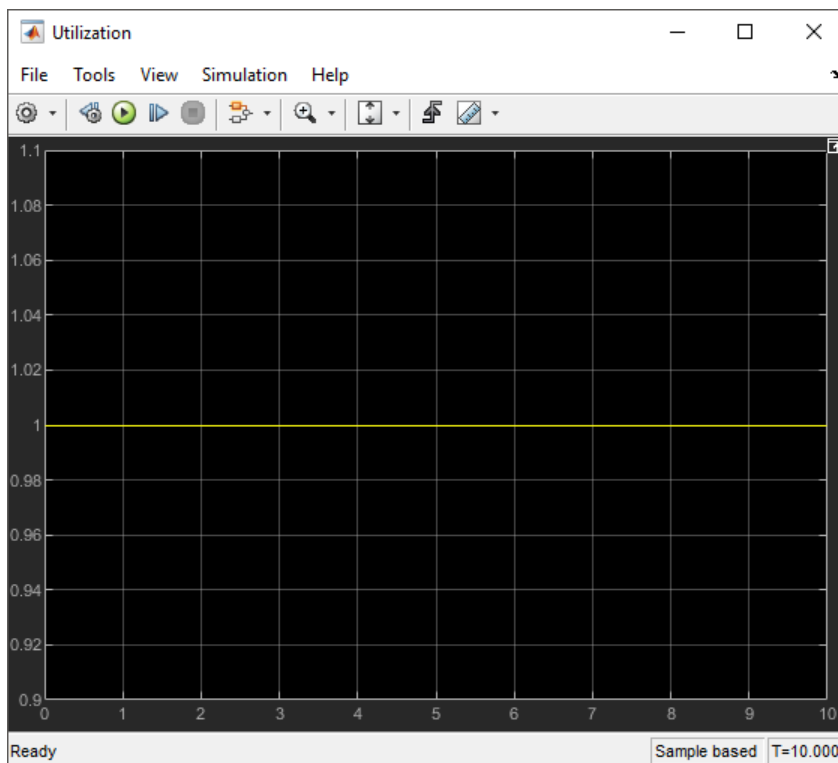 Utilization
File Tools View Simulation Help
1.1
1.08
1.06
1.04
1.02
1
0.98
0.96
0.94
0.92
0.9
0 1 2 3 4 5 6 7 8 9 10
Ready Sample based T=10.000